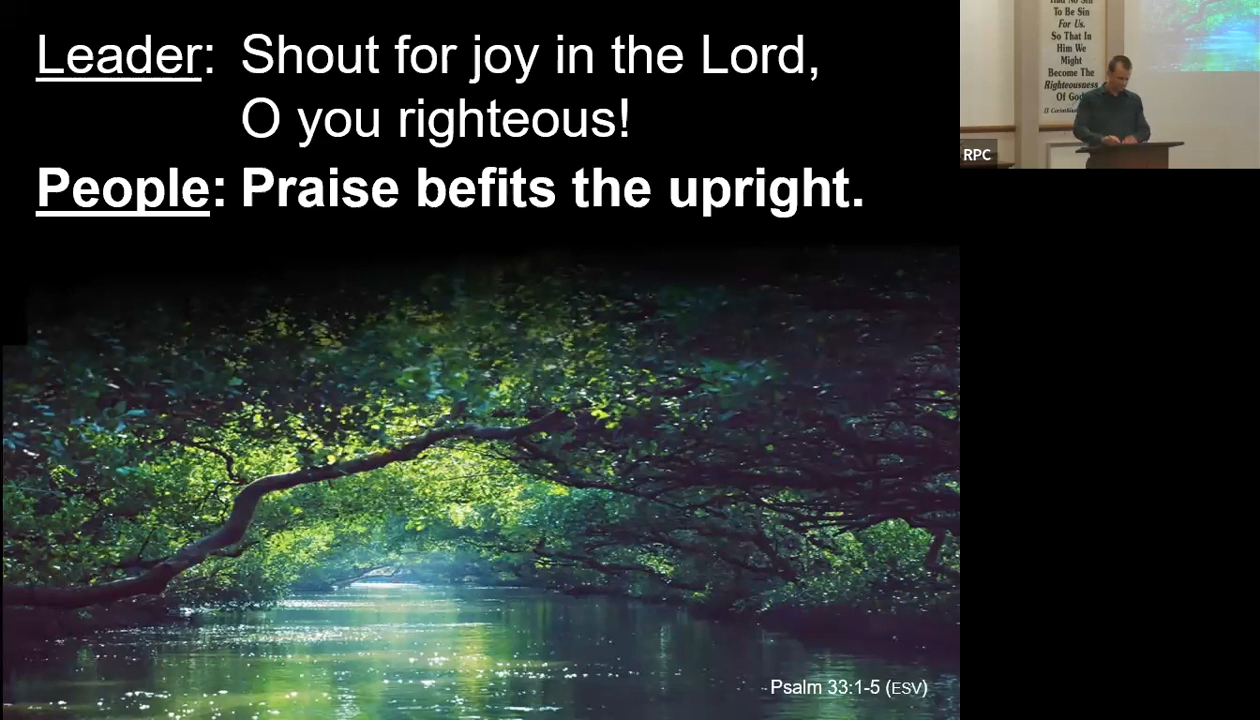 Leader: Shout for joy in the Lord,
O you righteous!
People: Praise befits the upright.
Psalm 33:1-5 (ESV)
To Be Sin
For Us.
So That In
Him We
Might
Become The
Righteousness
Of God
RPC